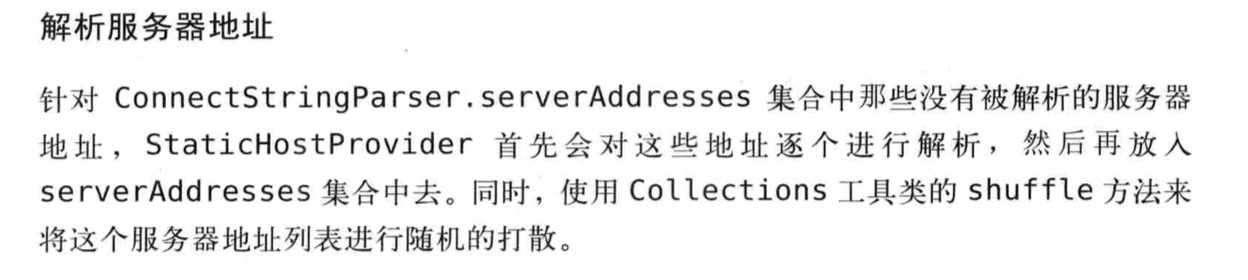 解析服务器地址
针对 ConnectStringParser.serverAddresses 集合中那些没有被解析的服务器
地址，StaticHostProvider 首先会对这些地址逐个进行解析，然后再放入
serverAddresses 集合中去。同时，使用 Collections 工具类的 shuffle 方法来
将这个服务器地址列表进行随机的打散。